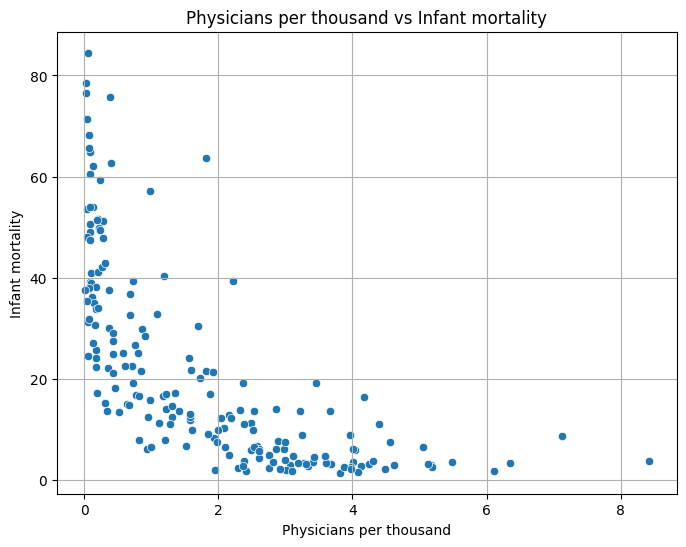 Physicians per thousand vs Infant mortality
80
60
40
20
0
Infant mortality
0 2 4 6 8
Physicians per thousand